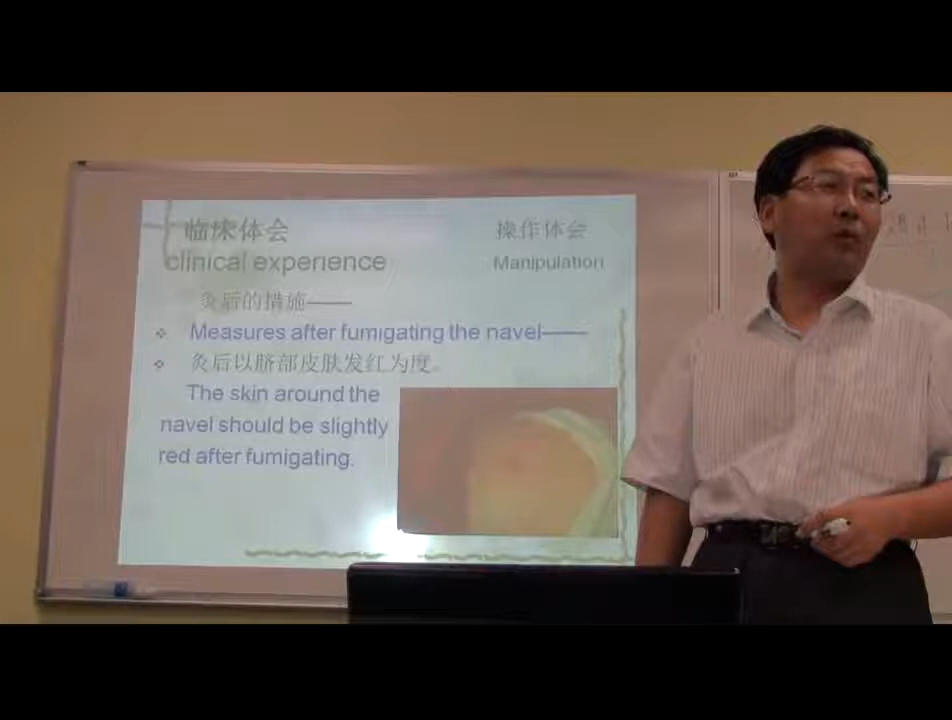 临床体会
操作体会
clinical experience
Manipulation
灸后的措施——
Measures after fumigating the navel——
灸后以脐部皮肤发红为度。
The skin around the
navel should be slightly
red after fumigating.